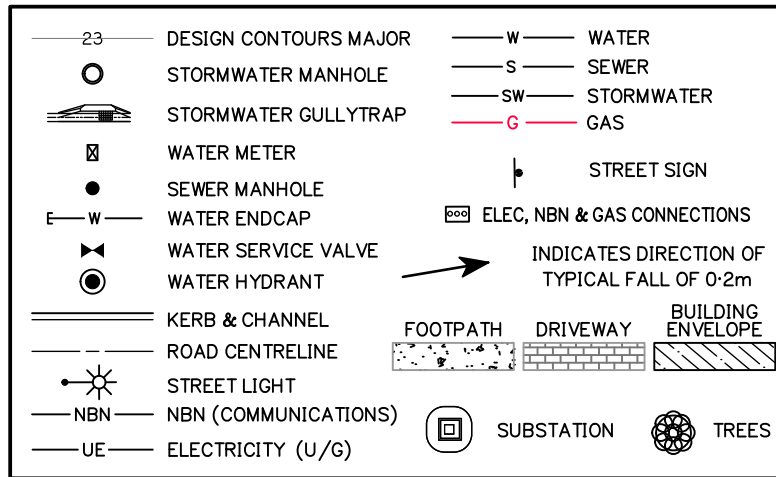 23 DESIGN CONTOURS MAJOR
STORMWATER MANHOLE
STORMWATER GULLYTRAP
WATER METER
SEWER MANHOLE
E W WATER ENDCAP
WATER SERVICE VALVE
WATER HYDRANT
KERB & CHANNEL
ROAD CENTRELINE
STREET LIGHT
NBN NBN (COMMUNICATIONS)
UE ELECTRICITY (U/G)
W WATER
S SEWER
SW STORMWATER
G GAS
STREET SIGN
ELEC, NBN & GAS CONNECTIONS
INDICATES DIRECTION OF
TYPICAL FALL OF 0·2m
FOOTPATH
DRIVEWAY
BUILDING
ENVELOPE
SUBSTATION
TREES